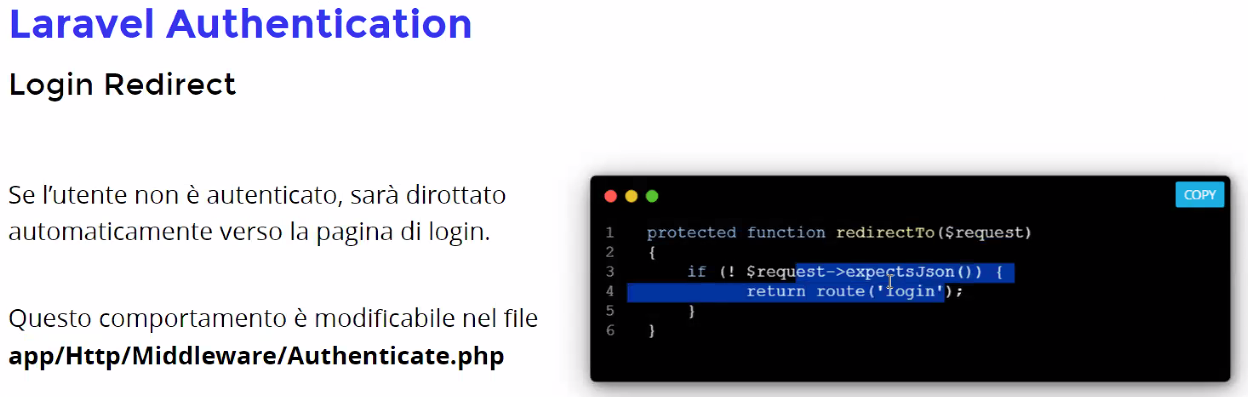 Laravel Authentication
Login Redirect
Se l’utente non è autenticato, sarà dirottato
automaticamente verso la pagina di login.
Questo comportamento è modificabile nel file
app/Http/Middleware/Authenticate.php
COPY
1 protected function redirectTo($request)
2 {
3 if (! $request->expectsJson()) {
4 return route('login');
5 }
6 }